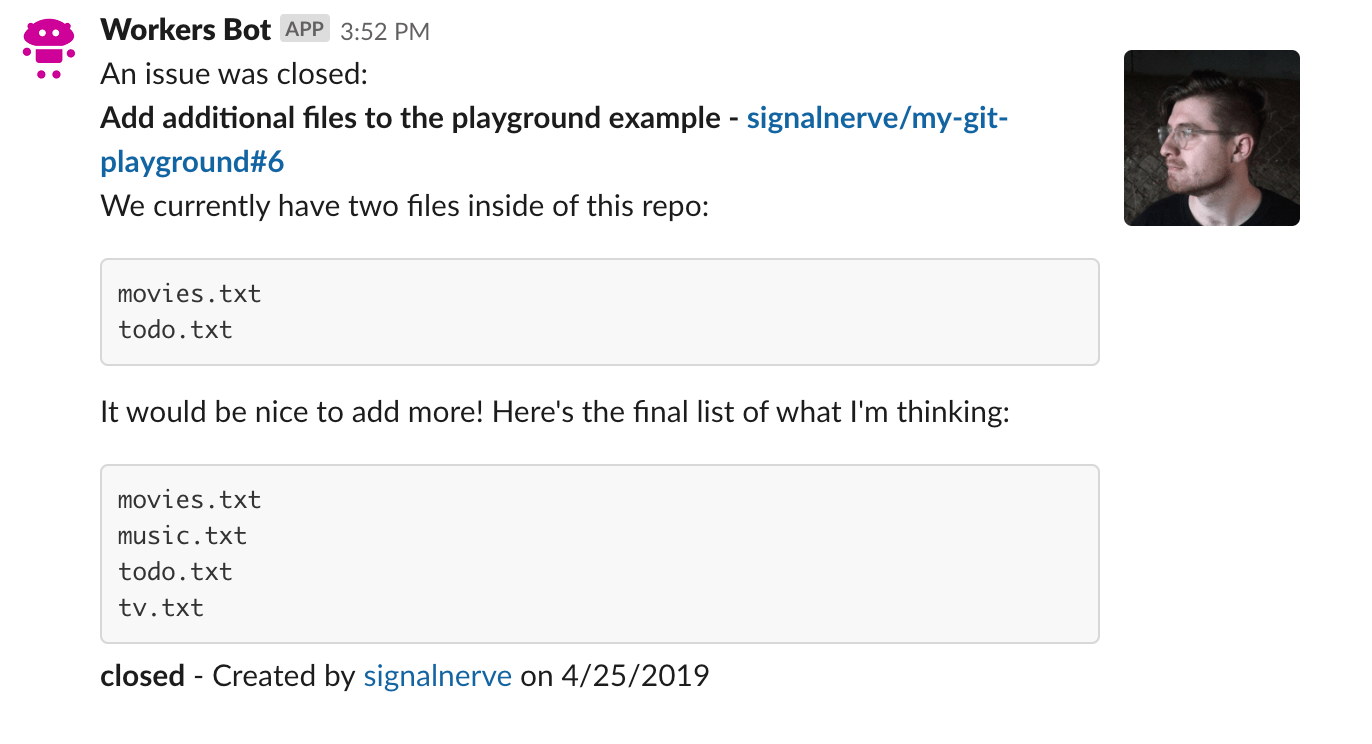 Workers Bot APP 3:52 PM
An issue was closed:
Add additional files to the playground example - signalnerve/my-git-
playground#6
We currently have two files inside of this repo:
movies.txt
todo.txt
It would be nice to add more! Here's the final list of what I'm thinking:
movies.txt
music.txt
todo.txt
tv.txt
closed - Created by signalnerve on 4/25/2019